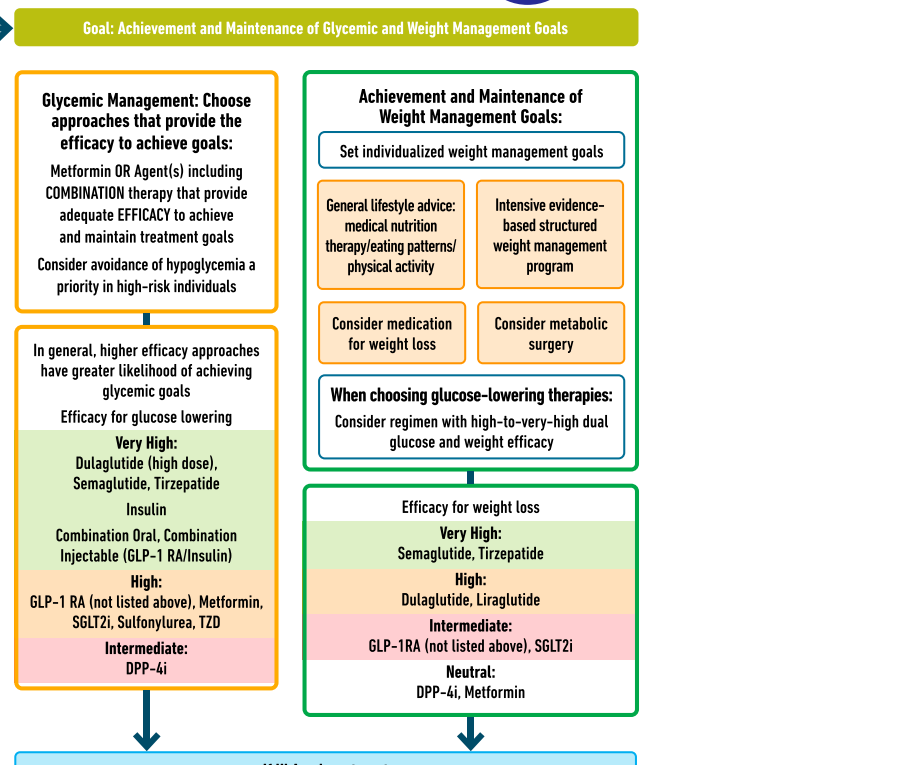 Goal: Achievement and Maintenance of Glycemic and Weight Management Goals
Glycemic Management: Choose
approaches that provide the
efficacy to achieve goals:
Metformin OR Agent(s) including
COMBINATION therapy that provide
adequate EFFICACY to achieve
and maintain treatment goals
Consider avoidance of hypoglycemia a
priority in high-risk individuals
In general, higher efficacy approaches
have greater likelihood of achieving
glycemic goals
Efficacy for glucose lowering
Very High:
Dulaglutide (high dose),
Semaglutide, Tirzepatide
Insulin
Combination Oral, Combination
Injectable (GLP-1 RA/Insulin)
High:
GLP-1 RA (not listed above), Metformin,
SGLT2i, Sulfonylurea, TZD
Intermediate:
DPP-4i
Achievement and Maintenance of
Weight Management Goals:
Set individualized weight management goals
General lifestyle advice:
medical nutrition
therapy/eating patterns/
physical activity
Intensive evidence-
based structured
weight management
program
Consider medication
for weight loss
Consider metabolic
surgery
When choosing glucose-lowering therapies:
Consider regimen with high-to-very-high dual
glucose and weight efficacy
Efficacy for weight loss
Very High:
Semaglutide, Tirzepatide
High:
Dulaglutide, Liraglutide
Intermediate:
GLP-1RA (not listed above), SGLT2i
Neutral:
DPP-4i, Metformin